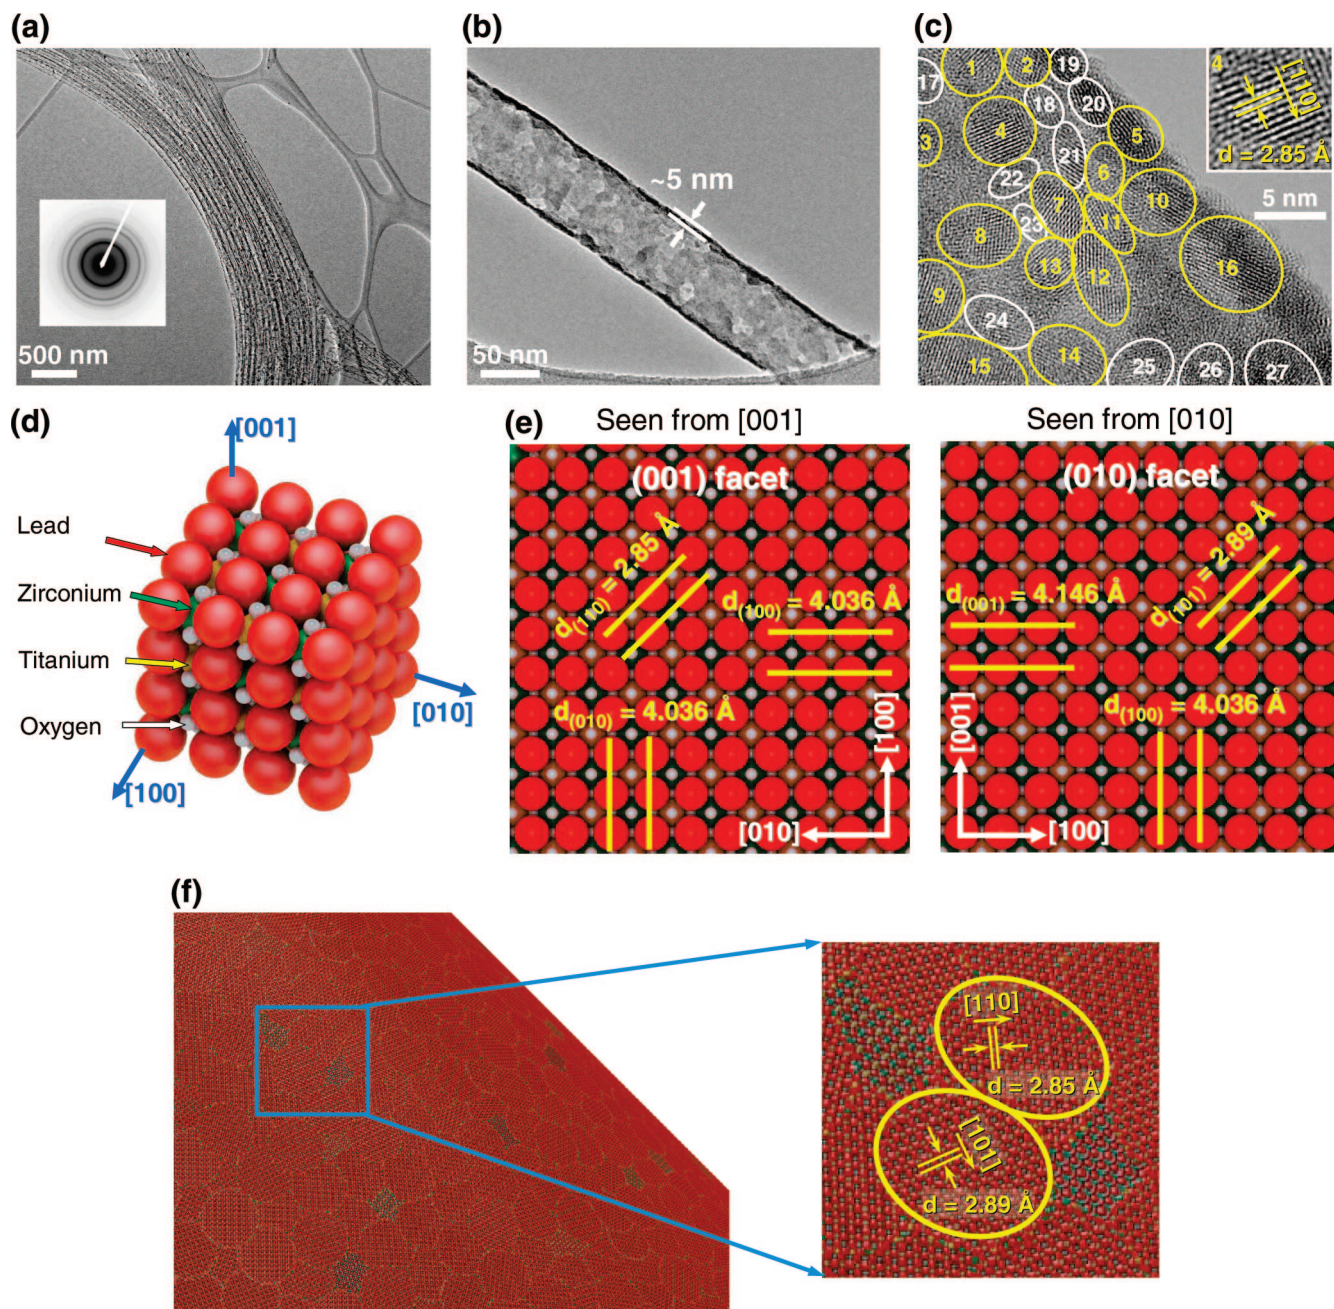 (a)
500 nm
(b)
~5 nm
50 nm
(c)
1
2
19
17
18
20
4
5
3
21
6
22
7
10
23
11
8
13
12
16
9
24
15
14
25
26
27
4
[110]
d = 2.85 Å
5 nm
(d)
[001]
Lead
Zirconium
Titanium
Oxygen
[010]
[100]
(e)
Seen from [001]
(001) facet
d(110) = 2.85 Å
d(100) = 4.036 Å
d(010) = 4.036 Å
[100]
[010]
Seen from [010]
(010) facet
d(101) = 2.89 Å
d(001) = 4.146 Å
d(100) = 4.036 Å
[001]
[100]
(f)
[110]
d = 2.85 Å
[101]
d = 2.89 Å